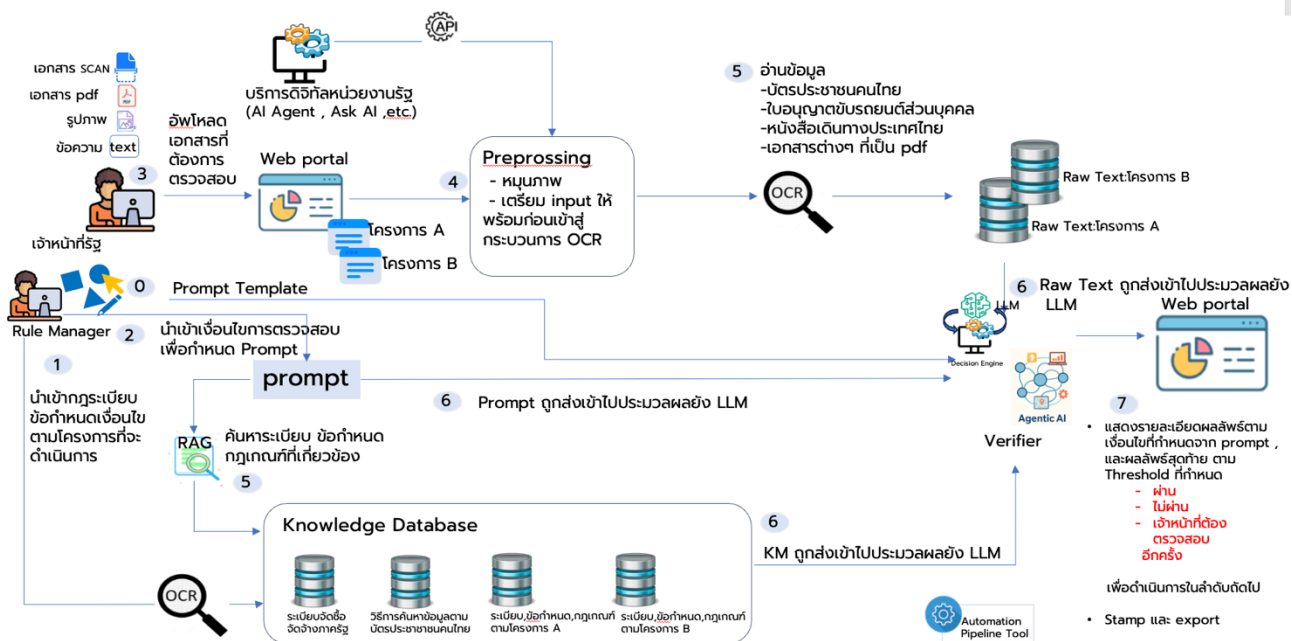 API
เอกสาร SCAN
เอกสาร pdf
PDF
รูปภาพ
ข้อความ text
บริการดิจิทัลหน่วยงานรัฐ
(AI Agent , Ask AI ,etc.)
อัพโหลด
เอกสารที่
ต้องการ
ตรวจสอบ
3
เจ้าหน้าที่รัฐ
Web portal
โครงการ A
โครงการ B
4
Preprossing
- หมุนภาพ
- เตรียม input ให้
พร้อมก่อนเข้าสู่
กระบวนการ OCR
5 อ่านข้อมูล
-บัตรประชาชนคนไทย
-ใบอนุญาตขับรถยนต์ส่วนบุคคล
-หนังสือเดินทางประเทศไทย
-เอกสารต่างๆ ที่เป็น pdf
OCR
Raw Text:โครงการ B
Raw Text:โครงการ A
0 Prompt Template
Rule Manager
2 นำเข้าเงื่อนไขการตรวจสอบ
เพื่อกำหนด Prompt
1
นำเข้ากฎระเบียบ
ข้อกำหนดเงื่อนไข
ตามโครงการที่จะ
ดำเนินการ
prompt
6 Prompt ถูกส่งเข้าไปประมวลผลยัง LLM
6 Raw Text ถูกส่งเข้าไปประมวลผลยัง
LLM
LLM
Decision Engine
Agentic AI
Verifier
Web portal
RAG
ค้นหาระเบียบ ข้อกำหนด
กฎเกณฑ์ที่เกี่ยวข้อง
5
Knowledge Database
ระเบียบจัดซื้อ
จัดจ้างภาครัฐ
วิธีการค้นหาข้อมูลตาม
บัตรประชาชาชนคนไทย
ระเบียบ,ข้อกำหนด,กฎเกณฑ์
ตามโครงการ A
ระเบียบ,ข้อกำหนด,กฎเกณฑ์
ตามโครงการ B
OCR
6
KM ถูกส่งเข้าไปประมวลผลยัง LLM
7
• แสดงรายละเอียดผลลัพธ์ตาม
เงื่อนไขที่กำหนดจาก prompt ,
และผลลัพธ์สุดท้าย ตาม
Threshold ที่กำหนด
- ผ่าน
- ไม่ผ่าน
- เจ้าหน้าที่ต้อง
ตรวจสอบ
อีกครั้ง
เพื่อดำเนินการในลำดับถัดไป
• Stamp และ export
Automation
Pipeline Tool